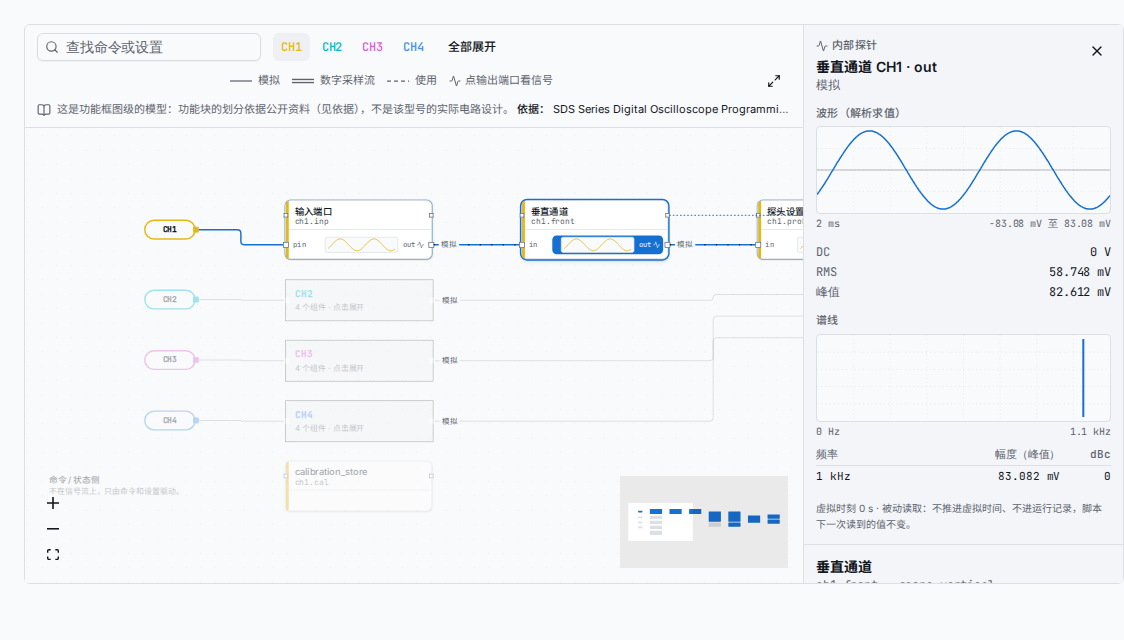 查找命令或设置
CH1 CH2 CH3 CH4 全部展开
模拟 数字采样流 使用 点输出端口看信号
这是功能框图级的模型：功能块的划分依据公开资料（见依据），不是该型号的实际电路设计。 依据： SDS Series Digital Oscilloscope Programmi...
CH1
输入端口
ch1.inp
pin out 模拟
垂直通道
ch1.front
in out 模拟
探头设置
in
CH2
CH2
4 个组件 · 点击展开
模拟
CH3
CH3
4 个组件 · 点击展开
模拟
CH4
CH4
4 个组件 · 点击展开
模拟
calibration_store
ch1.cal
命令 / 状态侧
不在信号流上，只由命令和设置驱动。
内部探针
垂直通道 CH1 · out
模拟
波形（解析求值）
2 ms -83.08 mV 至 83.08 mV
DC 0 V
RMS 58.748 mV
峰值 82.612 mV
谱线
0 Hz 1.1 kHz
频率 幅度（峰值） dBc
1 kHz 83.082 mV 0
虚拟时刻 0 s · 被动读取：不推进虚拟时间、不进运行记录，脚本
下一次读到的值不变。
垂直通道